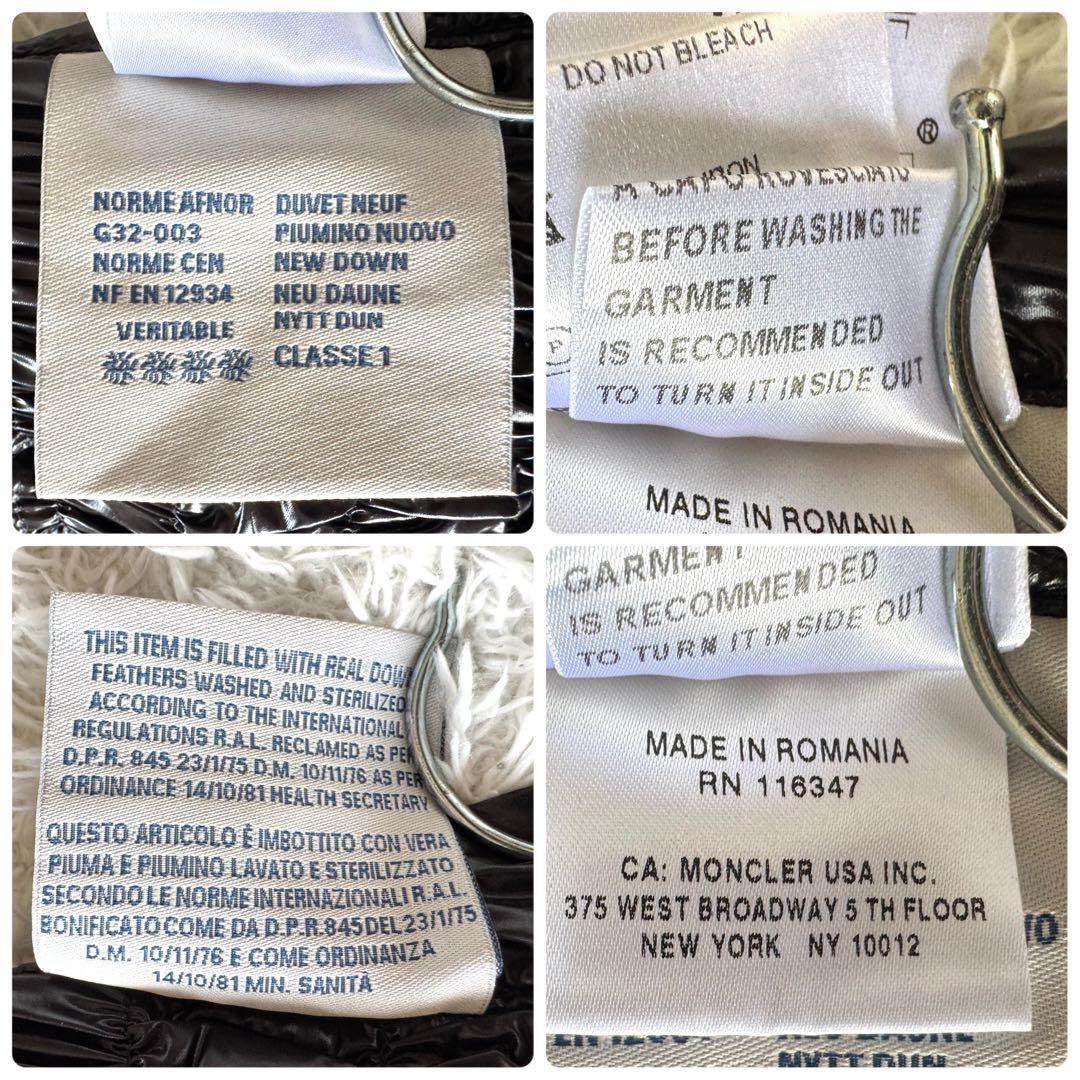 NORME AFNOR
G32-003
NORME CEN
NF EN 12934
VERITABLE
DUVET NEUF
PIUMINO NUOVO
NEW DOWN
NEU DAUNE
NYTT DUN
CLASSE 1
DO NOT BLEACH
®
ROVESCIATO
BEFORE WASHING THE
GARMENT
IS RECOMMENDED
TO TURN IT INSIDE OUT
P
MADE IN ROMANIA
THIS ITEM IS FILLED WITH REAL DOWN
FEATHERS WASHED AND STERILIZED
ACCORDING TO THE INTERNATIONAL
REGULATIONS R.A.L. RECLAMED AS PER
D.P.R. 845 23/1/75 D.M. 10/11/76 AS PER
ORDINANCE 14/10/81 HEALTH SECRETARY
QUESTO ARTICOLO È IMBOTTITO CON VERA
PIUMA E PIUMINO LAVATO E STERILIZZATO
SECONDO LE NORME INTERNAZIONALI R.A.L.
BONIFICATO COME DA D.P.R. 845 DEL 23/1/75
D.M. 10/11/76 E COME ORDINANZA
14/10/81 MIN. SANITÂ
GARMENT
IS RECOMMENDED
TO TURN IT INSIDE OUT
MADE IN ROMANIA
RN 116347
CA: MONCLER USA INC.
375 WEST BROADWAY 5 TH FLOOR
NEW YORK NY 10012
VO
NYTT DUN